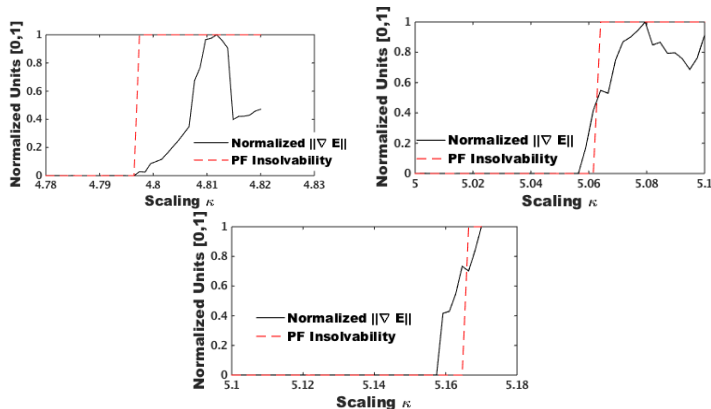 Normalized Units [0,1]
1
0.8
0.6
0.4
0.2
0
Normalized ||∇ E||
PF Insolvability
4.78
4.79
4.8
4.81
4.82
4.83
Scaling κ
Normalized Units [0,1]
1
0.8
0.6
0.4
0.2
0
Normalized ||∇ E||
PF Insolvability
5
5.02
5.04
5.06
5.08
5.1
Scaling κ
Normalized Units [0,1]
1
0.8
0.6
0.4
0.2
0
Normalized ||∇ E||
PF Insolvability
5.1
5.12
5.14
5.16
5.18
Scaling κ